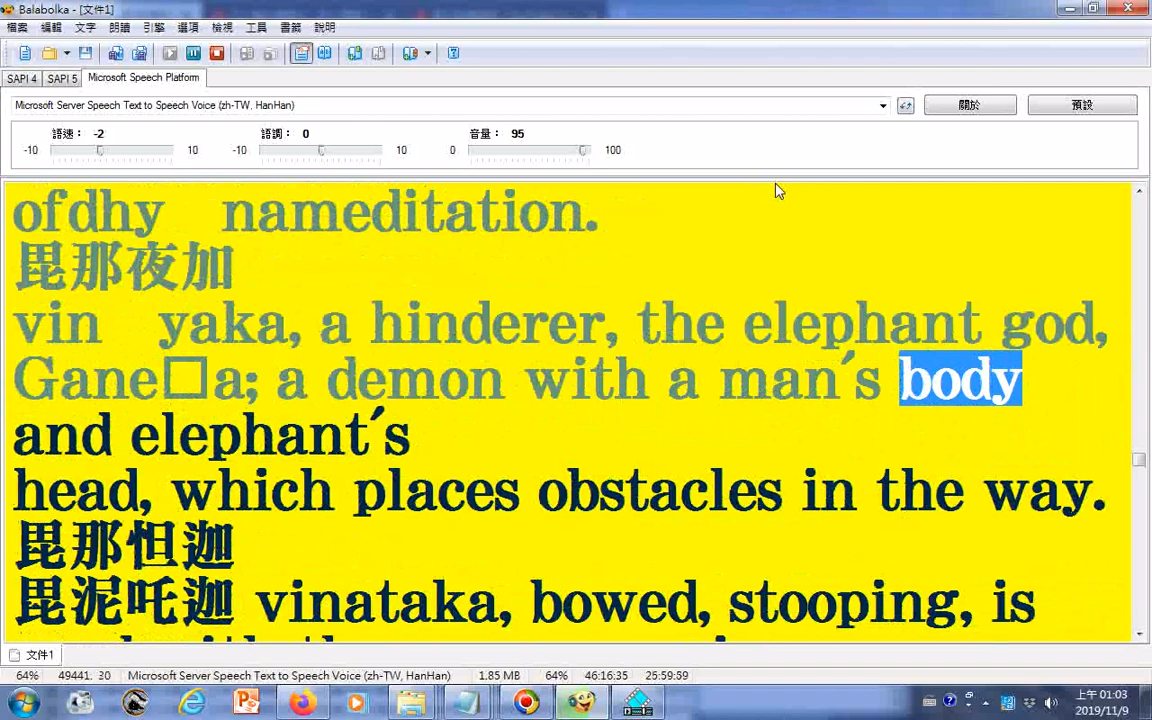 Balabolka - [文件1]
檔案 編輯 文字 朗讀 引擎 選項 檢視 工具 書籤 說明
SAPI 4 SAPI 5 Microsoft Speech Platform
Microsoft Server Speech Text to Speech Voice (zh-TW, HanHan) 關於 預設
語速： -2 語調： 0 音量： 95
-10 10 -10 10 0 100
ofdhy nameditation.
毘那夜加
vin yaka, a hinderer, the elephant god,
Gane□a; a demon with a man′s body
and elephant′s
head, which places obstacles in the way.
毘那怛迦
毘泥吒迦 vinataka, bowed, stooping, is
文件1
64% 49441. 30 Microsoft Server Speech Text to Speech Voice (zh-TW, HanHan) 1.85 MB 64% 46:16:35 25:59:59
上午 01:03
2019/11/9